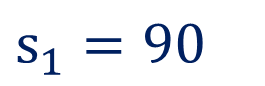 s₁ = 90